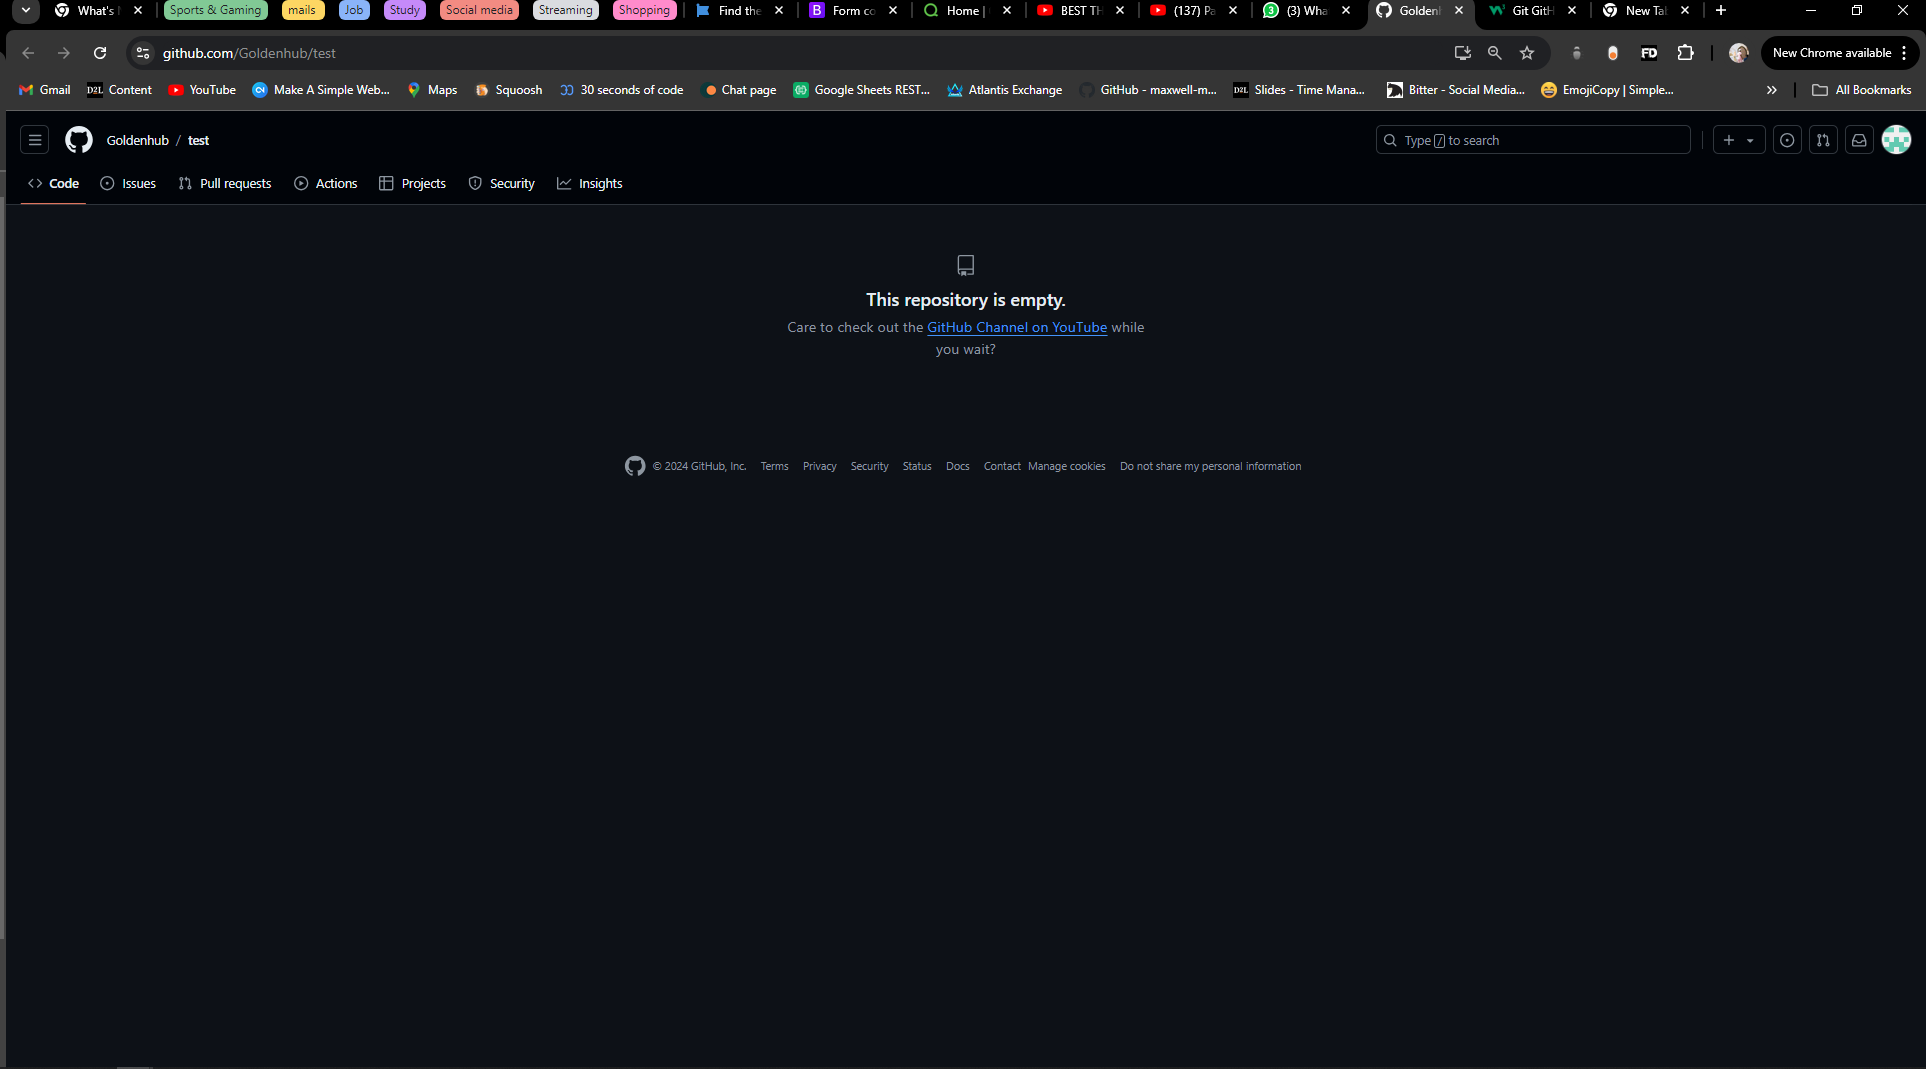 What's Sports & Gaming mails Job Study Social media Streaming Shopping Find the Form co Home | BEST TH (137) Pa (3) Wha Goldenh Git GitH New Tab
github.com/Goldenhub/test FD New Chrome available
Gmail D2L Content YouTube Make A Simple Web... Maps Squoosh 30 seconds of code Chat page Google Sheets REST... Atlantis Exchange GitHub - maxwell-m... D2L Slides - Time Mana... Bitter - Social Media... EmojiCopy | Simple... All Bookmarks
Goldenhub / test Type / to search
Code Issues Pull requests Actions Projects Security Insights
This repository is empty.
Care to check out the GitHub Channel on YouTube while
you wait?
© 2024 GitHub, Inc. Terms Privacy Security Status Docs Contact Manage cookies Do not share my personal information